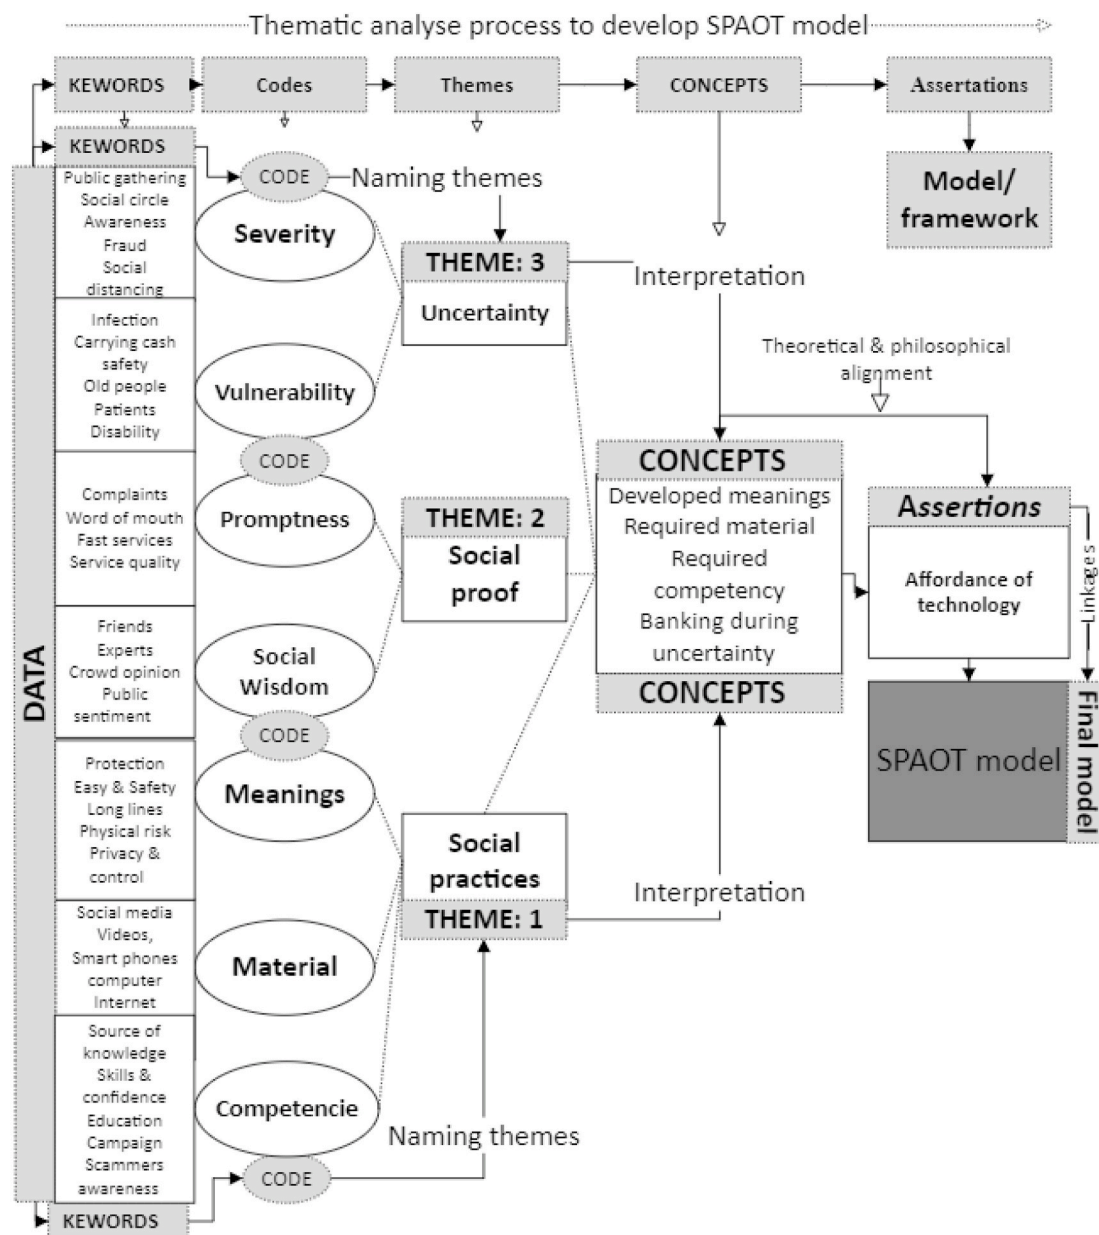 Thematic analyse process to develop SPAOT model
KEWORDS
Codes
Themes
CONCEPTS
Assertations
KEWORDS
Public gathering
Social circle
Awareness
Fraud
Social
distancing
Infection
Carrying cash
safety
Old people
Patients
Disability
Complaints
Word of mouth
Fast services
Service quality
Friends
Experts
Crowd opinion
Public
sentiment
Protection
Easy & Safety
Long lines
Physical risk
Privacy &
control
Social media
Videos,
Smart phones
computer
Internet
Source of
knowledge
Skills &
confidence
Education
Campaign
Scammers
awareness
KEWORDS
DATA
CODE
Severity
Vulnerability
CODE
Promptness
Social
Wisdom
CODE
Meanings
Material
Competencie
CODE
Naming themes
THEME: 3
Uncertainty
THEME: 2
Social
proof
Social
practices
THEME: 1
Naming themes
Interpretation
CONCEPTS
Developed meanings
Required material
Required
competency
Banking during
uncertainty
CONCEPTS
Interpretation
Model/
framework
Theoretical & philosophical
alignment
Assertions
Affordance of
technology
Linkages
SPAOT model
Final model